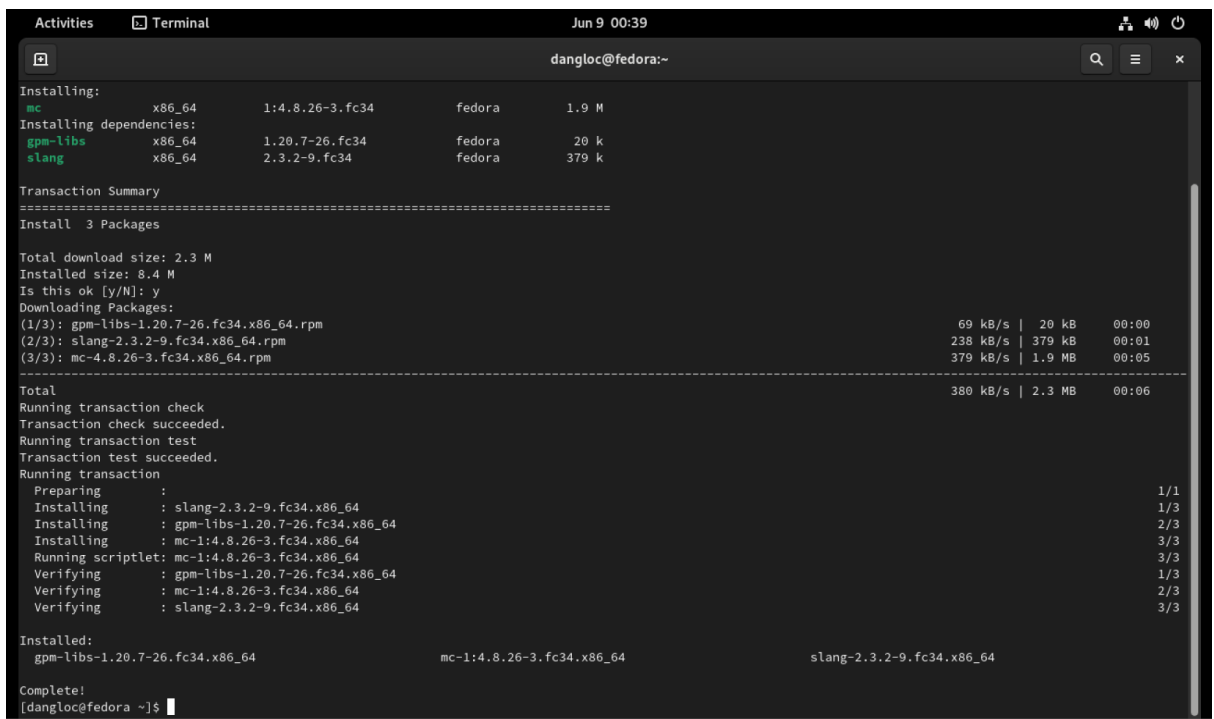 Activities Terminal Jun 9 00:39
dangloc@fedora:~
Installing:
mc x86_64 1:4.8.26-3.fc34 fedora 1.9 M
Installing dependencies:
gpm-libs x86_64 1.20.7-26.fc34 fedora 20 k
slang x86_64 2.3.2-9.fc34 fedora 379 k
Transaction Summary
================================================================================
Install 3 Packages
Total download size: 2.3 M
Installed size: 8.4 M
Is this ok [y/N]: y
Downloading Packages:
(1/3): gpm-libs-1.20.7-26.fc34.x86_64.rpm 69 kB/s | 20 kB 00:00
(2/3): slang-2.3.2-9.fc34.x86_64.rpm 238 kB/s | 379 kB 00:01
(3/3): mc-4.8.26-3.fc34.x86_64.rpm 379 kB/s | 1.9 MB 00:05
--------------------------------------------------------------------------------
Total 380 kB/s | 2.3 MB 00:06
Running transaction check
Transaction check succeeded.
Running transaction test
Transaction test succeeded.
Running transaction
Preparing : 1/1
Installing : slang-2.3.2-9.fc34.x86_64 1/3
Installing : gpm-libs-1.20.7-26.fc34.x86_64 2/3
Installing : mc-1:4.8.26-3.fc34.x86_64 3/3
Running scriptlet: mc-1:4.8.26-3.fc34.x86_64 3/3
Verifying : gpm-libs-1.20.7-26.fc34.x86_64 1/3
Verifying : mc-1:4.8.26-3.fc34.x86_64 2/3
Verifying : slang-2.3.2-9.fc34.x86_64 3/3
Installed:
gpm-libs-1.20.7-26.fc34.x86_64 mc-1:4.8.26-3.fc34.x86_64 slang-2.3.2-9.fc34.x86_64
Complete!
[dangloc@fedora ~]$